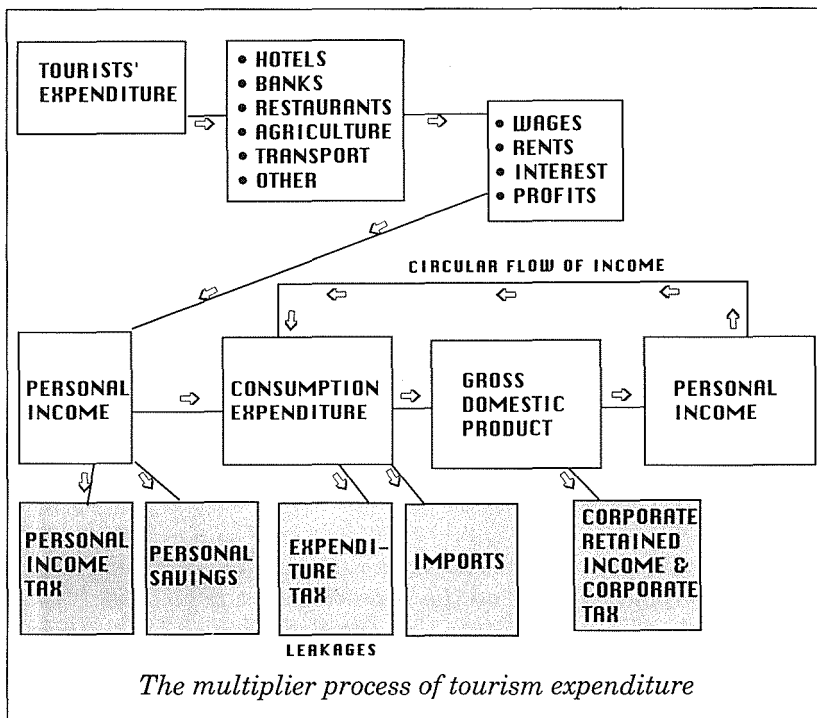 TOURISTS'
EXPENDITURE
• HOTELS
• BANKS
• RESTAURANTS
• AGRICULTURE
• TRANSPORT
• OTHER
• WAGES
• RENTS
• INTEREST
• PROFITS
CIRCULAR FLOW OF INCOME
PERSONAL
INCOME
CONSUMPTION
EXPENDITURE
GROSS
DOMESTIC
PRODUCT
PERSONAL
INCOME
PERSONAL
INCOME
TAX
PERSONAL
SAVINGS
EXPENDI-
TURE
TAX
IMPORTS
CORPORATE
RETAINED
INCOME &
CORPORATE
TAX
LEAKAGES
The multiplier process of tourism expenditure